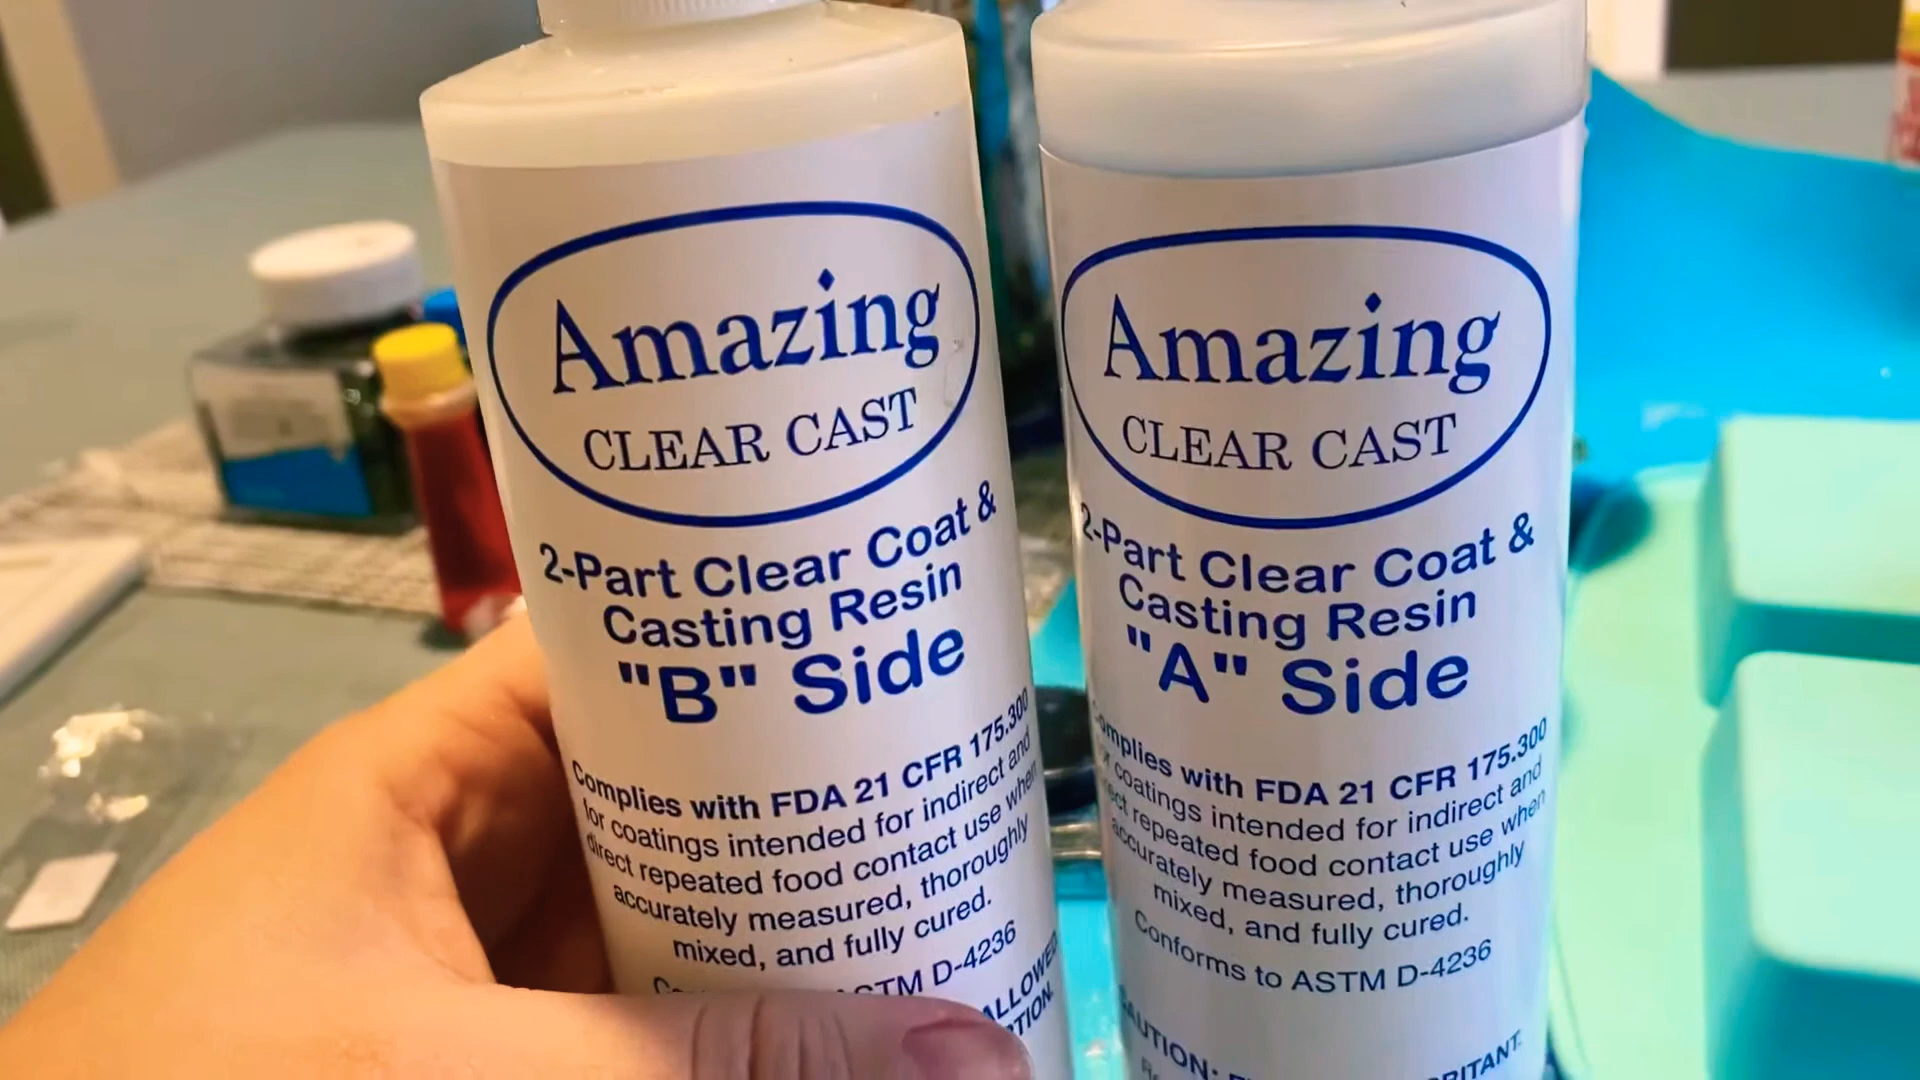 Amazing
CLEAR CAST
2-Part Clear Coat &
Casting Resin
"B" Side
Complies with FDA 21 CFR 175.300
for coatings intended for indirect and
direct repeated food contact use when
accurately measured, thoroughly
mixed, and fully cured.
ASTM D-4236
ALLOWED
Amazing
CLEAR CAST
2-Part Clear Coat &
Casting Resin
"A" Side
Complies with FDA 21 CFR 175.300
for coatings intended for indirect and
direct repeated food contact use when
accurately measured, thoroughly
mixed, and fully cured.
Conforms to ASTM D-4236
CAUTION: